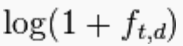 log(1 + f_{t,d})